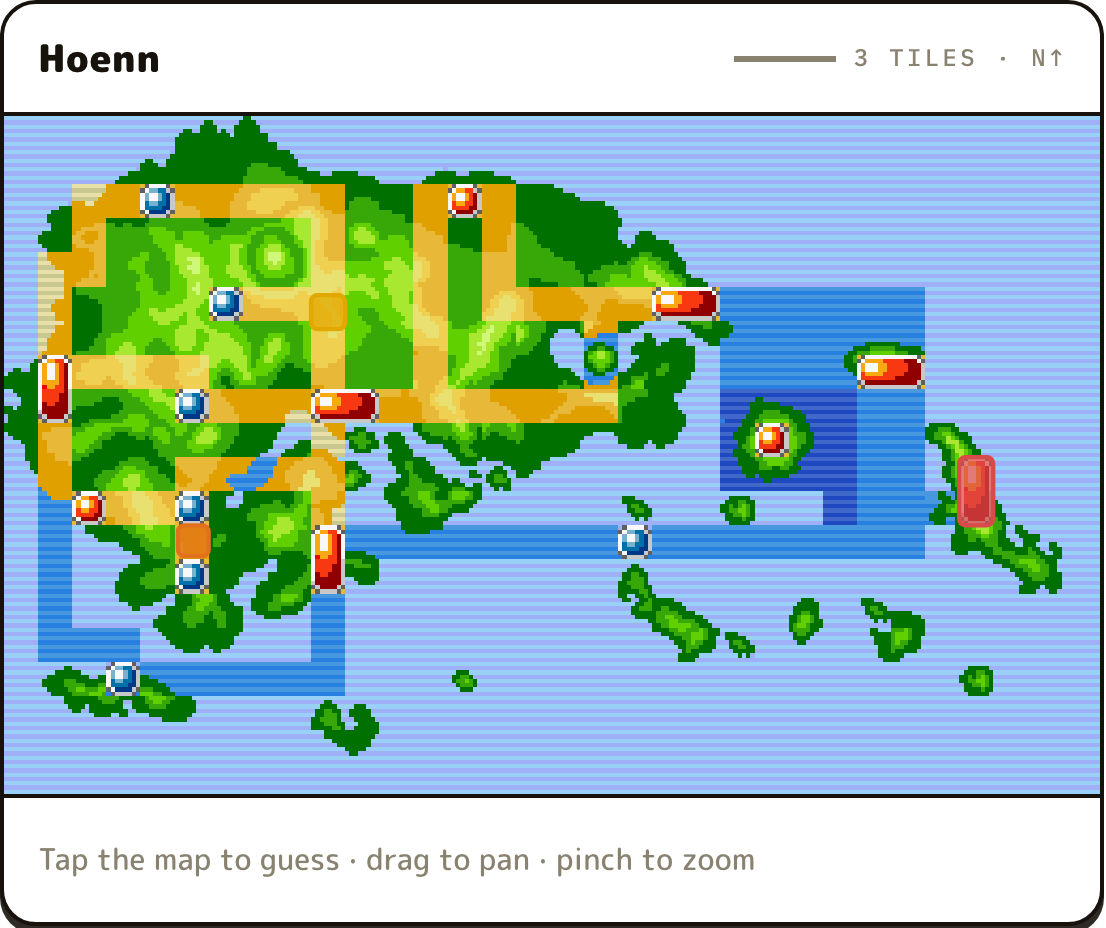 Hoenn
3 TILES · N↑
Tap the map to guess · drag to pan · pinch to zoom